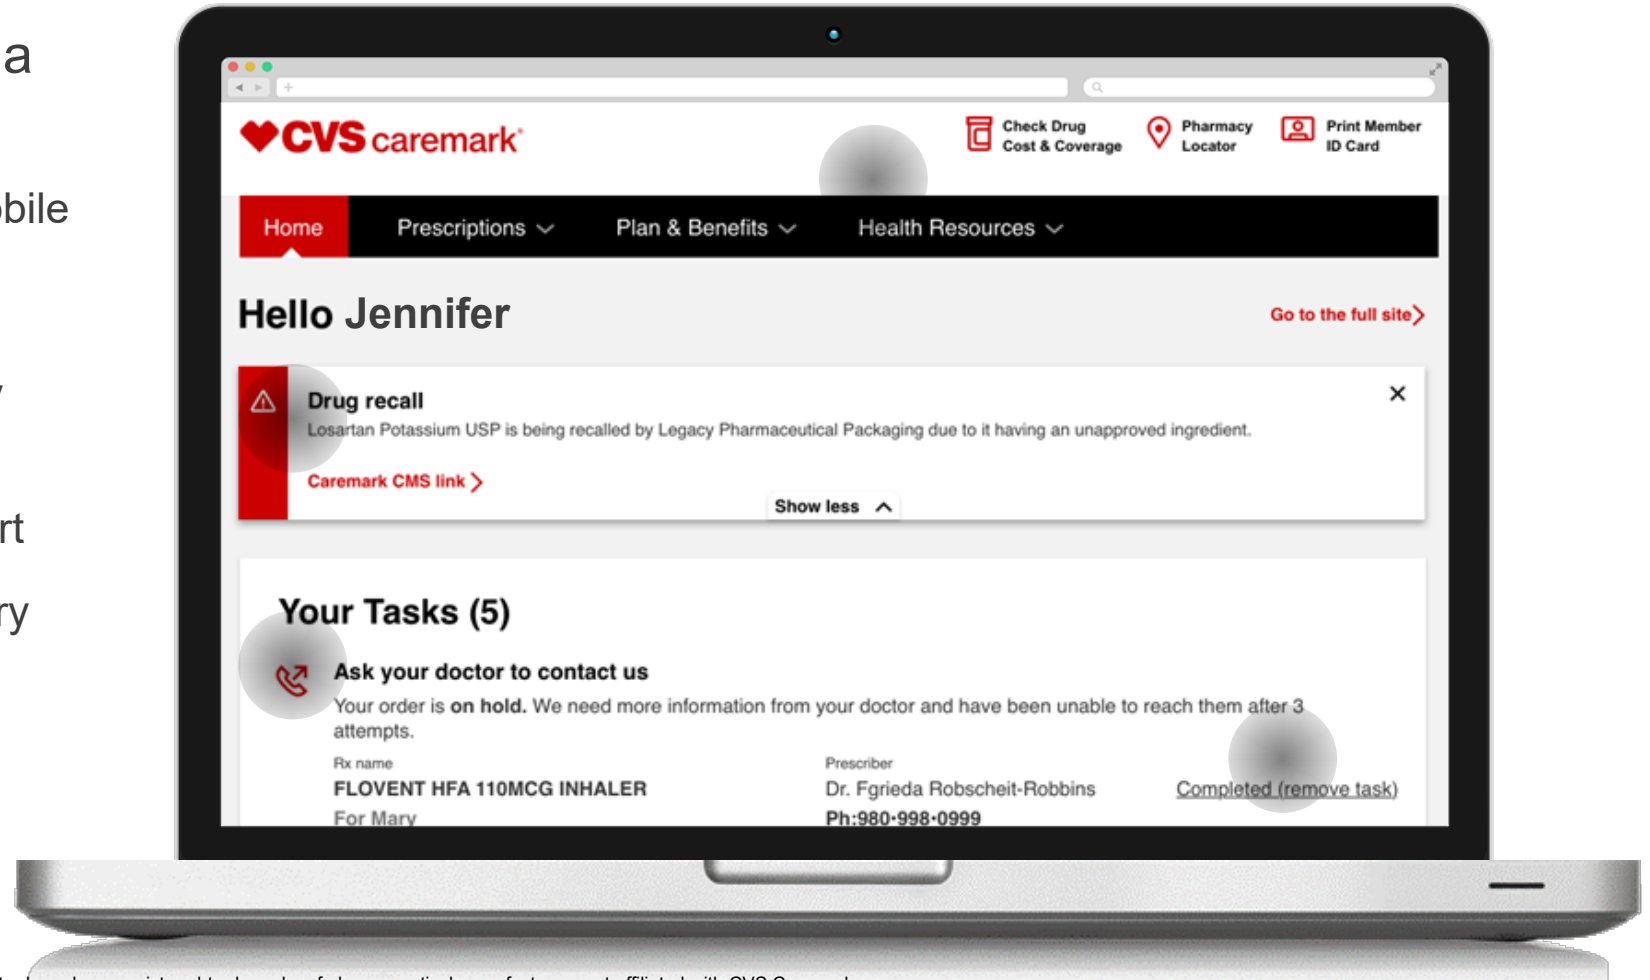 a
obile
y
rt
ry
CVS caremark®
Check Drug
Cost & Coverage
Pharmacy
Locator
Print Member
ID Card
Home
Prescriptions
Plan & Benefits
Health Resources
Hello Jennifer
Go to the full site
Drug recall
Losartan Potassium USP is being recalled by Legacy Pharmaceutical Packaging due to it having an unapproved ingredient.
Caremark CMS link
Show less
Your Tasks (5)
Ask your doctor to contact us
Your order is on hold. We need more information from your doctor and have been unable to reach them after 3
attempts.
Rx name
FLOVENT HFA 110MCG INHALER
For Mary
Prescriber
Dr. Fgrieda Robscheit-Robbins
Ph:980•998•0999
Completed (remove task)